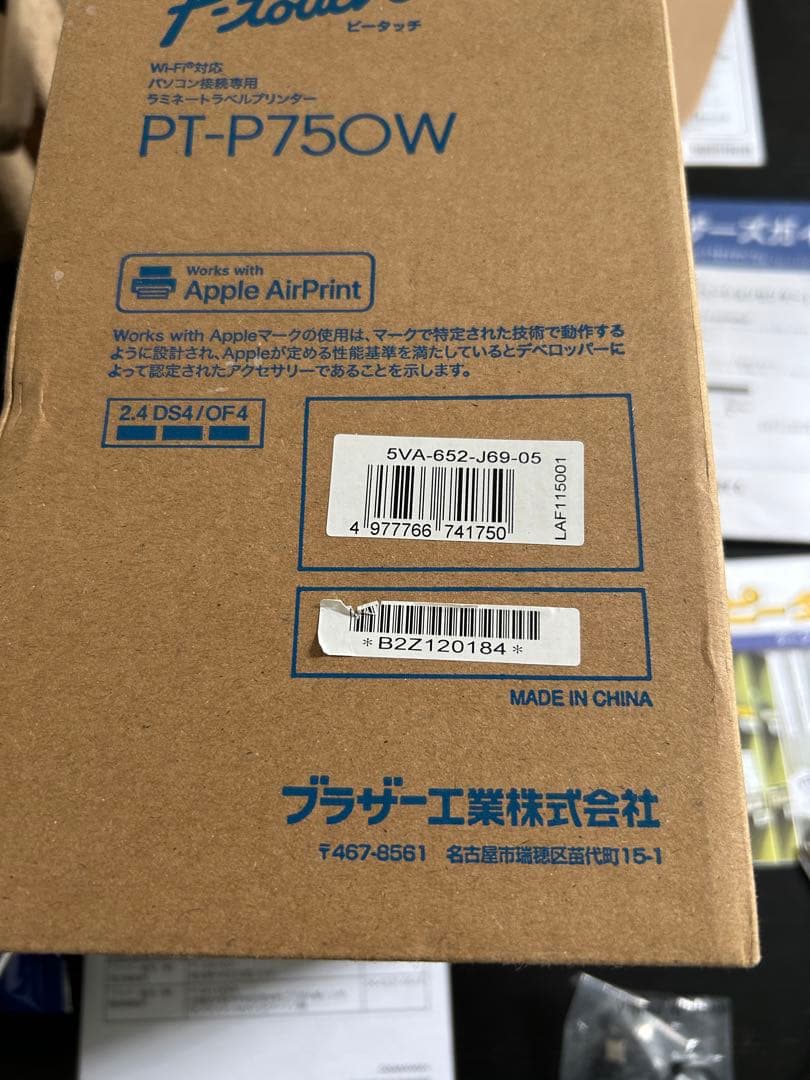 P-touch
ピータッチ
Wi-Fi®対応
パソコン接続専用
ラミネートラベルプリンター
PT-P750W
Works with
Apple AirPrint
Works with Appleマークの使用は、マークで特定された技術で動作する
ように設計され、Appleが定める性能基準を満たしているとデベロッパーに
よって認定されたアクセサリーであることを示します。
2.4 DS4/OF4
5VA-652-J69-05
4 977766 741750
LAF115001
*B2Z120184*
MADE IN CHINA
ブラザー工業株式会社
〒467-8561 名古屋市瑞穂区苗代町15-1